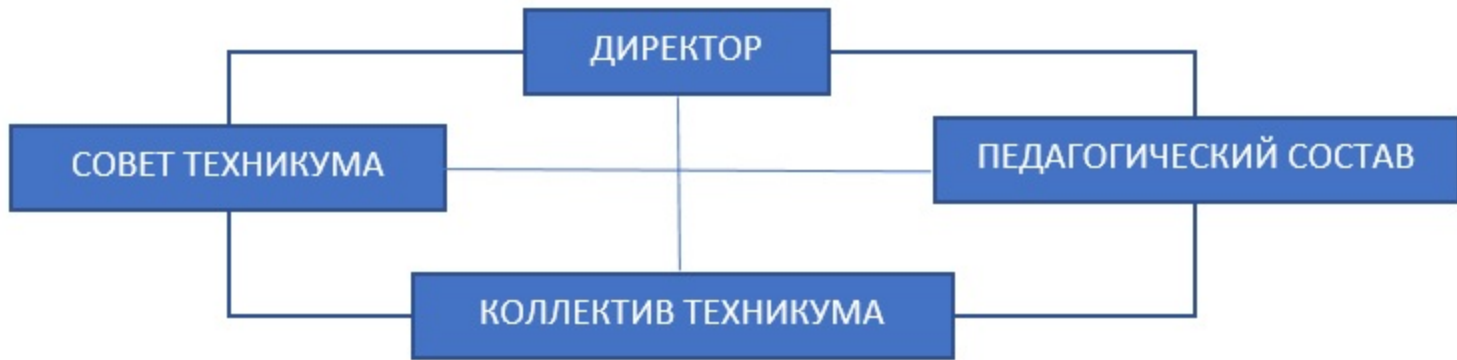 ДИРЕКТОР
СОВЕТ ТЕХНИКУМА
ПЕДАГОГИЧЕСКИЙ СОСТАВ
КОЛЛЕКТИВ ТЕХНИКУМА